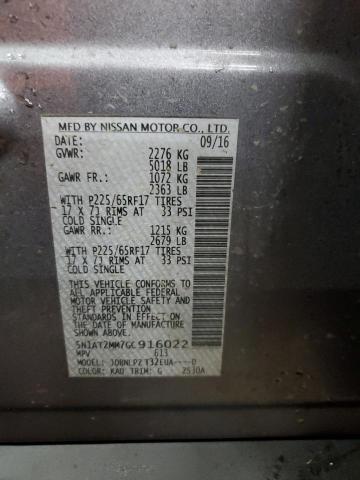 MFD BY NISSAN MOTOR CO., LTD.
DATE: 09/16
GVWR: 2276 KG
5018 LB
GAWR FR.: 1072 KG
2363 LB
WITH P225/65RF17 TIRES
17 X 7J RIMS AT 33 PSI
COLD SINGLE
GAWR RR.: 1215 KG
2679 LB
WITH P225/65RF17 TIRES
17 X 7J RIMS AT 33 PSI
COLD SINGLE
THIS VEHICLE CONFORMS
TO ALL APPLICABLE FEDERAL
MOTOR VEHICLE SAFETY AND
THEFT PREVENTION
STANDARDS IN EFFECT ON
THE DATE OF MANUFACTURE
SHOWN ABOVE.
5N1AT2MM7GC916022
MPV 613
MODEL:
COLOR: KAD TRIM: G